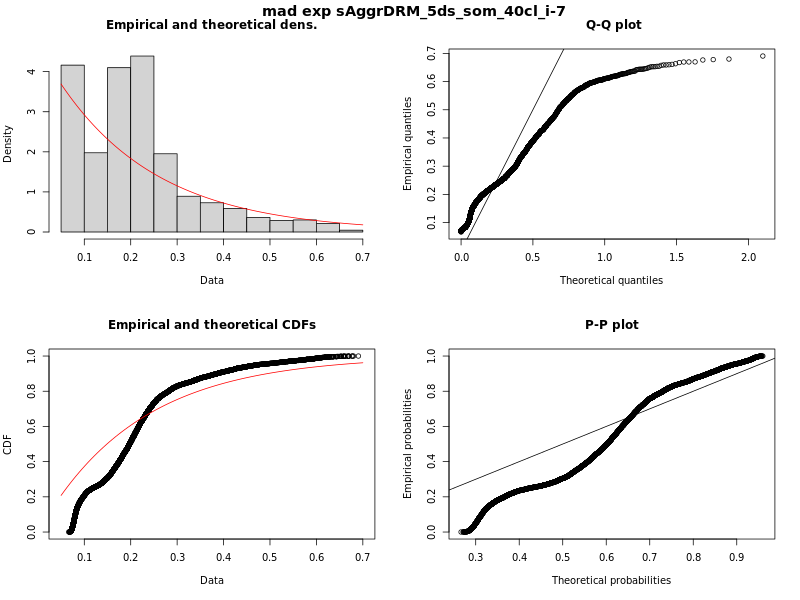 mad exp sAggrDRM_5ds_som_40cl_i-7
Empirical and theoretical dens.
Density
0 1 2 3 4
0.1 0.2 0.3 0.4 0.5 0.6 0.7
Data
Q-Q plot
Empirical quantiles
0.1 0.2 0.3 0.4 0.5 0.6 0.7
0.0 0.5 1.0 1.5 2.0
Theoretical quantiles
Empirical and theoretical CDFs
CDF
0.0 0.2 0.4 0.6 0.8 1.0
0.1 0.2 0.3 0.4 0.5 0.6 0.7
Data
P-P plot
Empirical probabilities
0.0 0.2 0.4 0.6 0.8 1.0
0.3 0.4 0.5 0.6 0.7 0.8 0.9
Theoretical probabilities